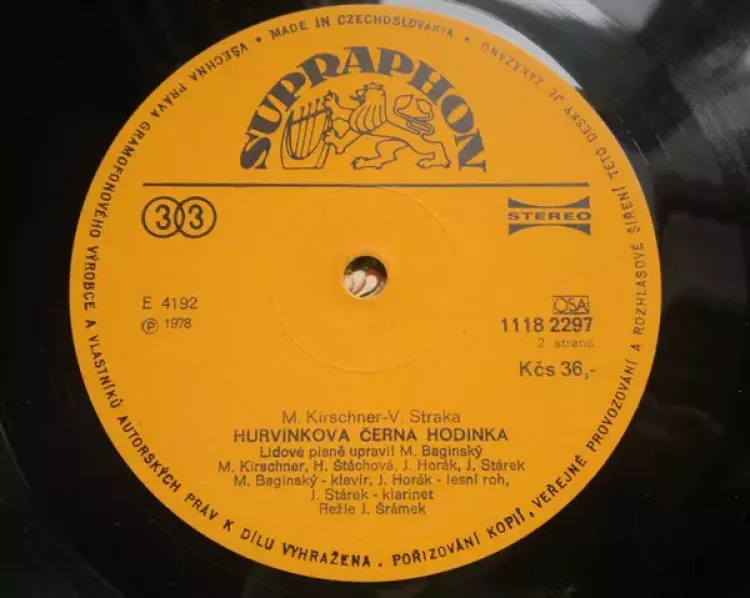 VŠECHNA PRÁVA GRAMOFONOVÉHO VÝROBCE A VLASTNÍKŮ AUTORSKÝCH PRÁV K DÍLU VYHRAŽENA. POŘIZOVÁNÍ KOPIÍ, VEŘEJNÉ PROVOZOVÁNÍ A ROZHLASOVÉ ŠÍŘENÍ TÉTO DESKY JE ZAKÁZÁNO • MADE IN CZECHOSLOVAKIA •
SUPRAPHON
33
STEREO
E 4192
℗ 1978
OSA
1118 2297
2. strana
Kčs 36,-
M. Kirschner-V. Straka
HURVÍNKOVA ČERNÁ HODINKA
Lidové písně upravil M. Baginský
M. Kirschner, H. Štáchová, J. Horák, J. Stárek
M. Baginský - klavír, J. Horák - lesní roh,
J. Stárek - klarinet
Režie J. Šrámek